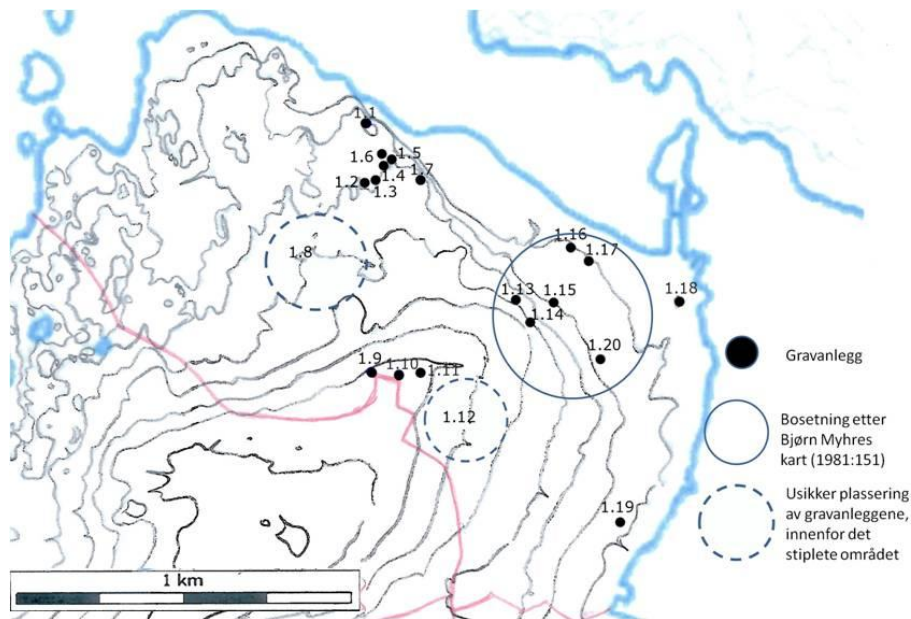 1.1
1.6
1.5
1.4
1.7
1.2
1.3
1.8
1.16
1.17
1.13
1.15
1.18
1.14
1.20
1.9
1.10
1.11
1.12
1.19
Gravanlegg
Bosetning etter
Bjørn Myhres
kart (1981:151)
Usikker plassering
av gravanleggene,
innenfor det
stiplete området
1 km